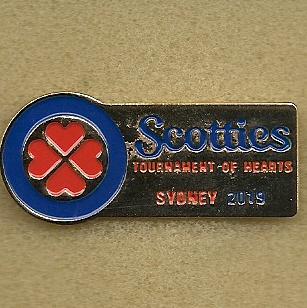 Scotties
TOURNAMENT OF HEARTS
SYDNEY 2019